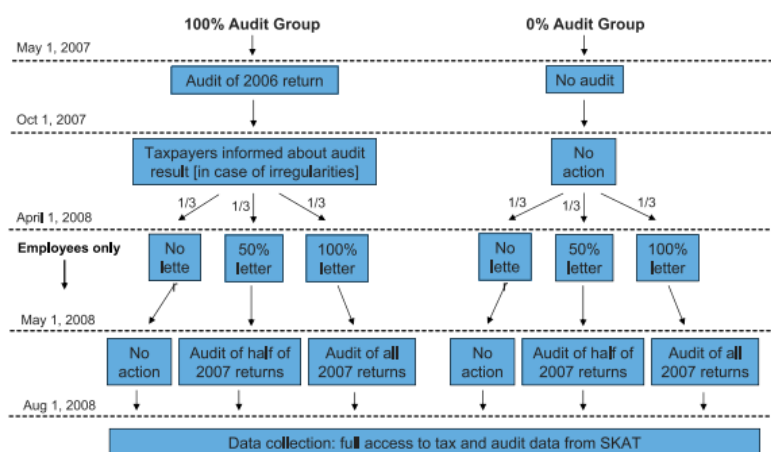 100% Audit Group
0% Audit Group
May 1, 2007
Audit of 2006 return
No audit
Oct 1, 2007
Taxpayers informed about audit
result [in case of irregularities]
No
action
1/3
1/3
1/3
1/3
1/3
1/3
April 1, 2008
Employees only
No
lette
r
50%
letter
100%
letter
No
lette
r
50%
letter
100%
letter
May 1, 2008
No
action
Audit of half of
2007 returns
Audit of all
2007 returns
No
action
Audit of half of
2007 returns
Audit of all
2007 returns
Aug 1, 2008
Data collection: full access to tax and audit data from SKAT